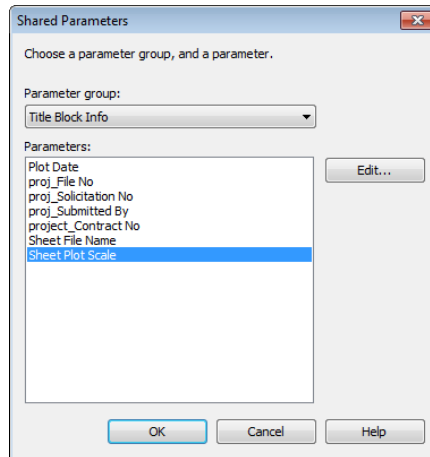 Shared Parameters
Choose a parameter group, and a parameter.
Parameter group:
Title Block Info
Parameters:
Plot Date
proj_File No
proj_Solicitation No
proj_Submitted By
project_Contract No
Sheet File Name
Sheet Plot Scale
Edit...
OK Cancel Help